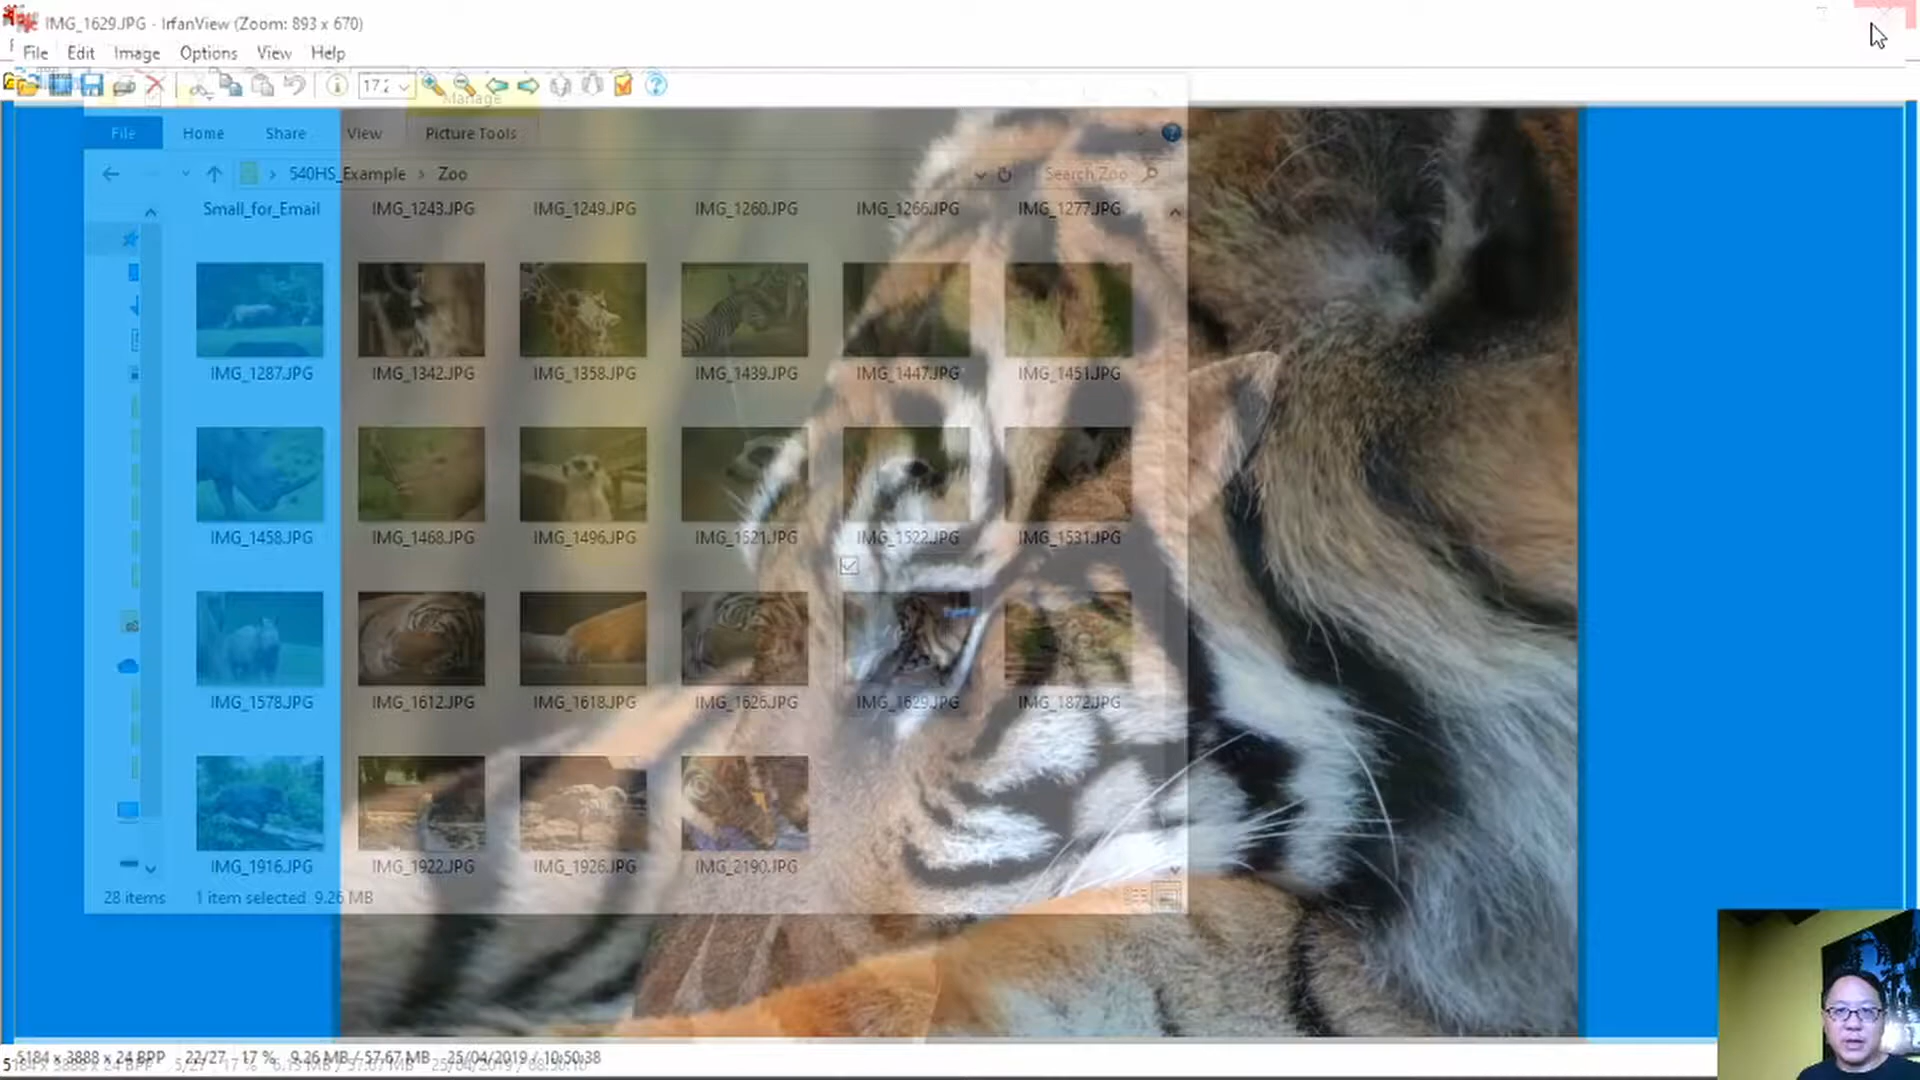 IMG_1629.JPG - IrfanView (Zoom: 893 x 670)
File Edit Image Options View Help
17.2
Manage
File Home Share View Picture Tools
540HS_Example › Zoo Search Zoo
Small_for_Email IMG_1243.JPG IMG_1249.JPG IMG_1260.JPG IMG_1266.JPG IMG_1277.JPG
IMG_1287.JPG IMG_1342.JPG IMG_1358.JPG IMG_1439.JPG IMG_1447.JPG IMG_1451.JPG
IMG_1458.JPG IMG_1468.JPG IMG_1496.JPG IMG_1521.JPG IMG_1522.JPG IMG_1531.JPG
IMG_1578.JPG IMG_1612.JPG IMG_1618.JPG IMG_1626.JPG IMG_1629.JPG IMG_1872.JPG
IMG_1916.JPG IMG_1922.JPG IMG_1926.JPG IMG_2190.JPG
28 items 1 item selected 9.26 MB
5184 x 3888 x 24 BPP 22/27 17 % 9.26 MB / 57.67 MB 25/04/2019 / 10:50:38